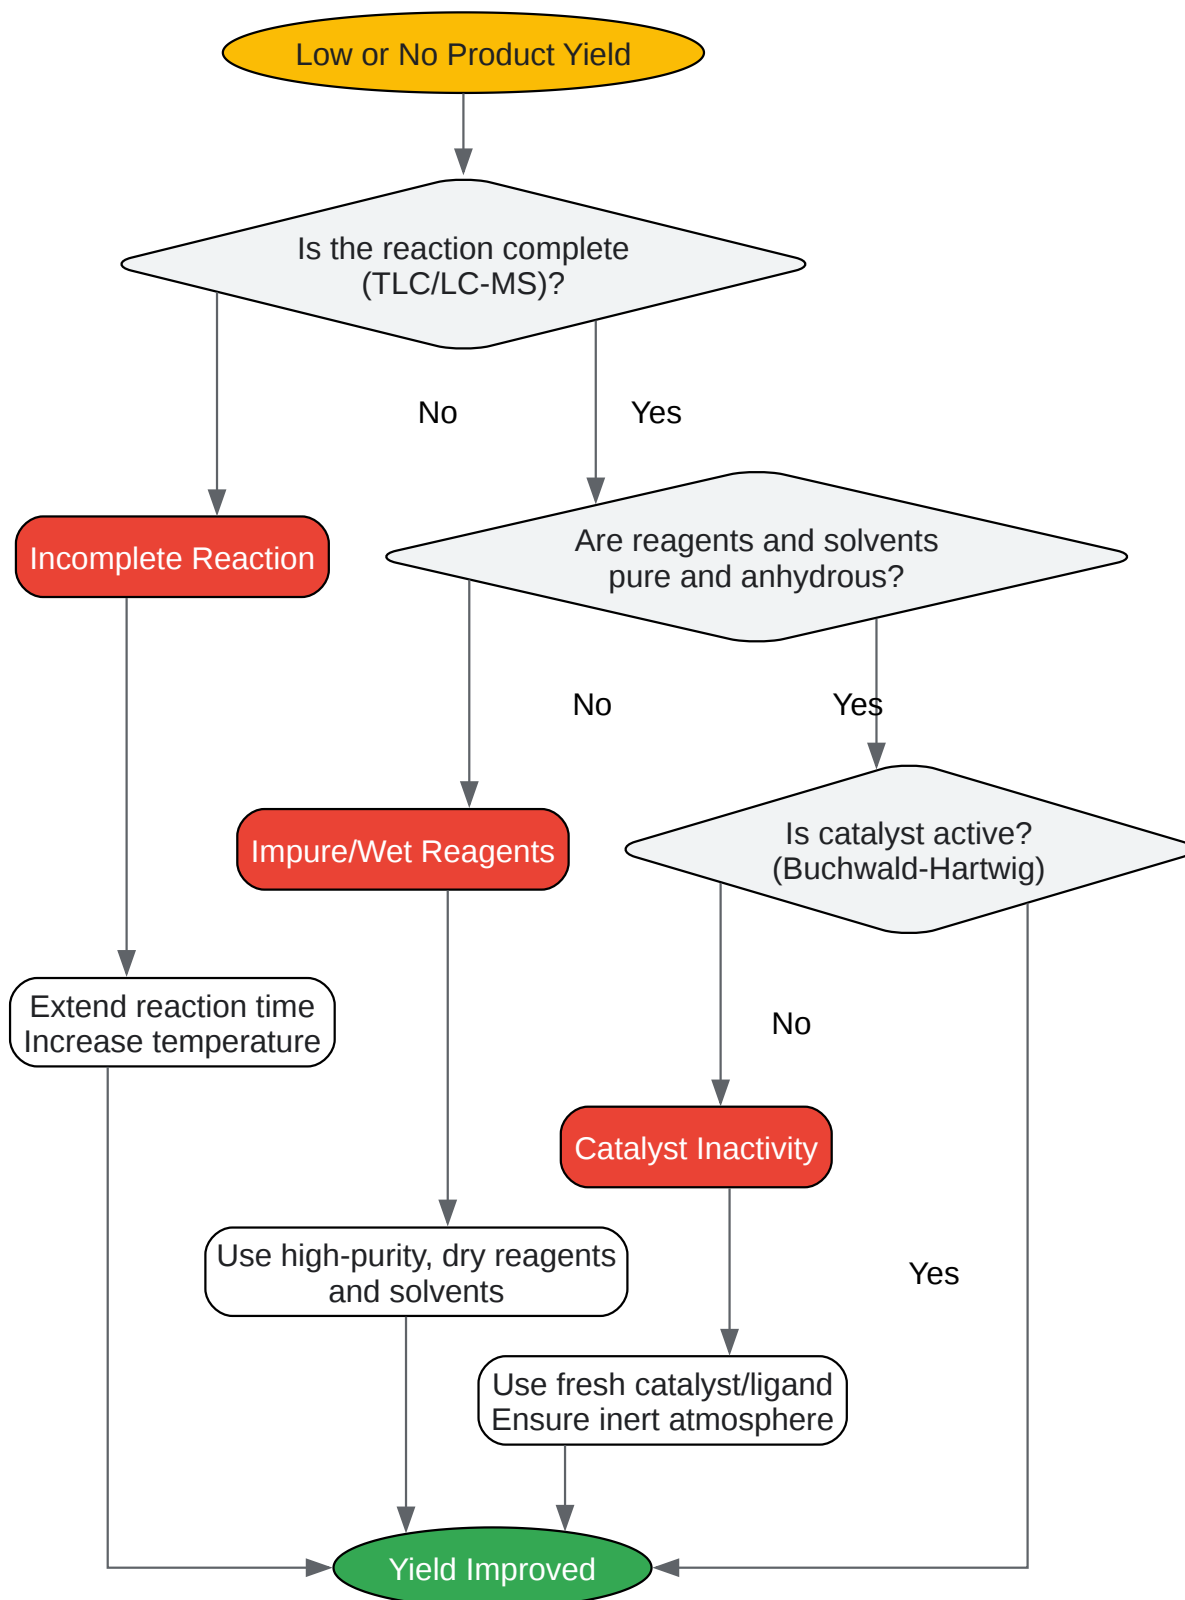 Low or No Product Yield
Is the reaction complete
(TLC/LC-MS)?
No
Yes
Incomplete Reaction
Are reagents and solvents
pure and anhydrous?
No
Yes
Impure/Wet Reagents
Is catalyst active?
(Buchwald-Hartwig)
Extend reaction time
Increase temperature
No
Catalyst Inactivity
Use high-purity, dry reagents
and solvents
Yes
Use fresh catalyst/ligand
Ensure inert atmosphere
Yield Improved